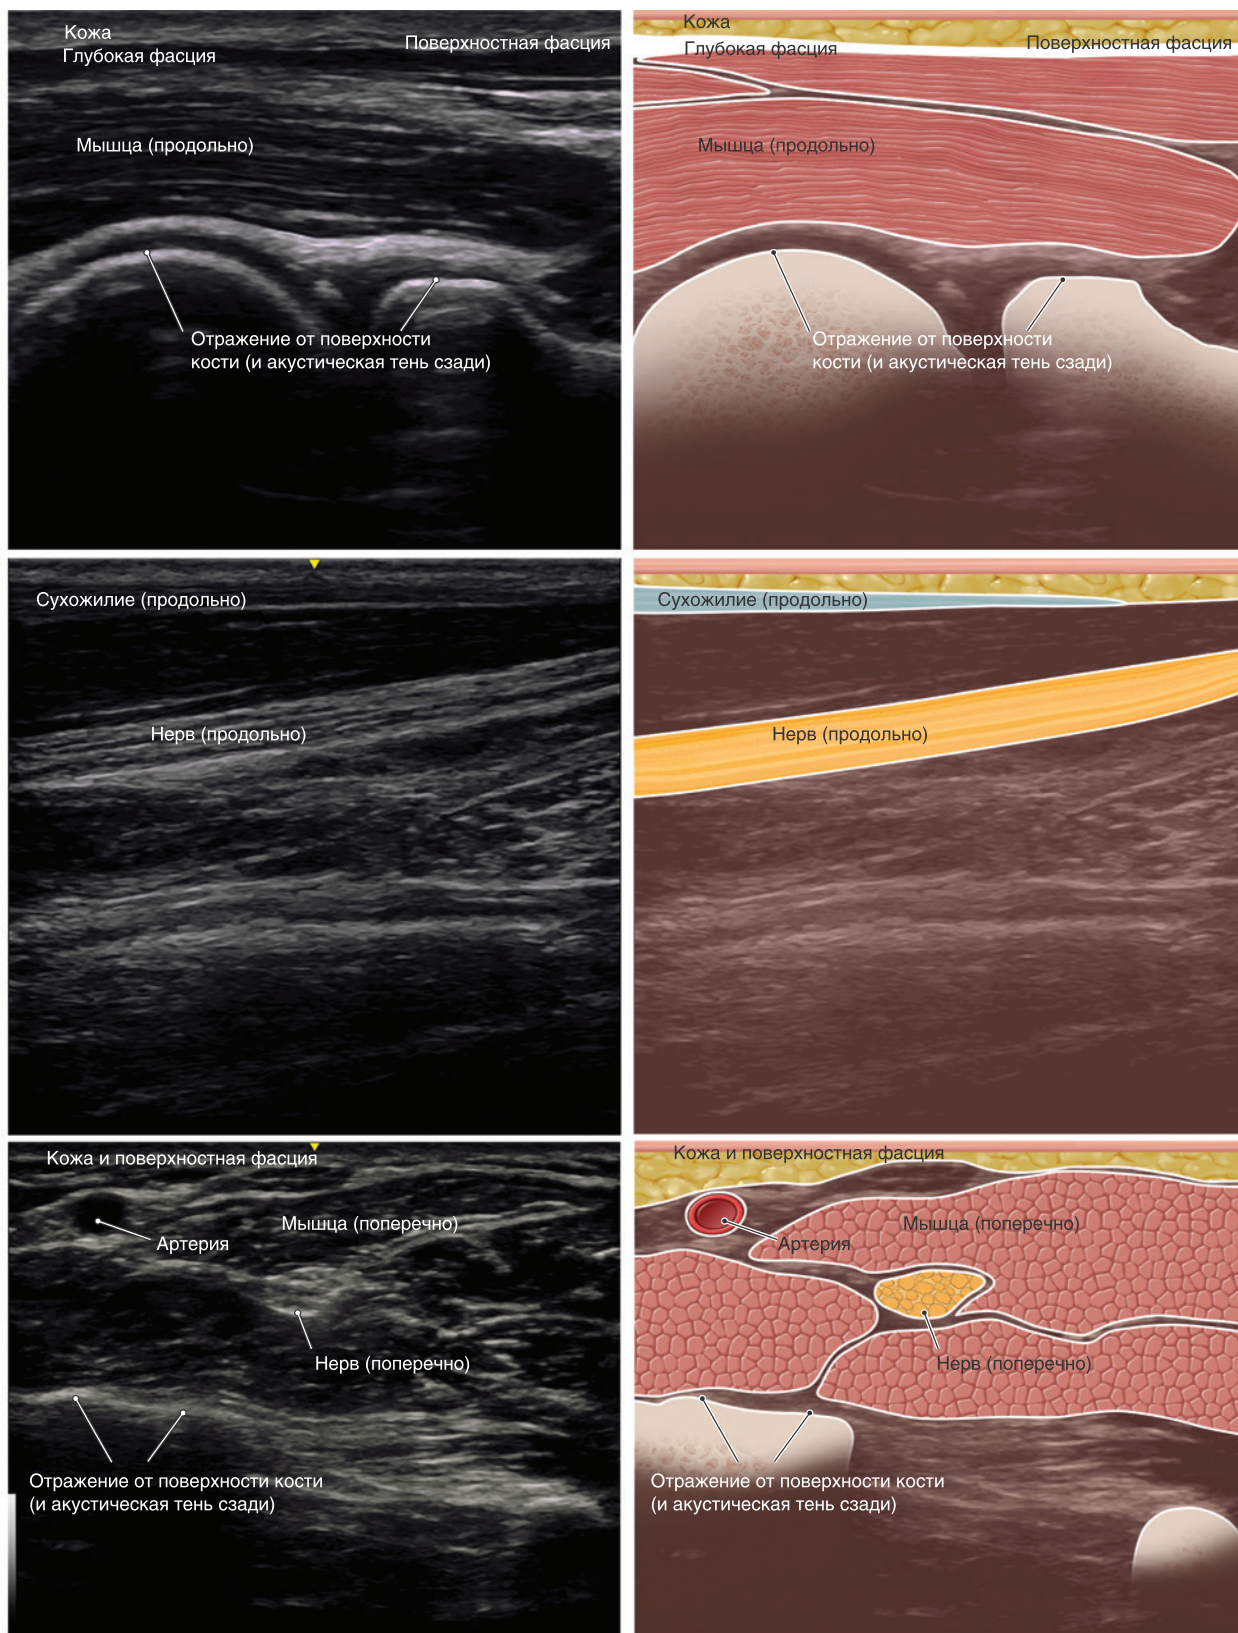 Кожа
Глубокая фасция
Поверхностная фасция
Мышца (продольно)
Отражение от поверхности
кости (и акустическая тень сзади)
Кожа
Глубокая фасция
Поверхностная фасция
Мышца (продольно)
Отражение от поверхности
кости (и акустическая тень сзади)
Сухожилие (продольно)
Нерв (продольно)
Сухожилие (продольно)
Нерв (продольно)
Кожа и поверхностная фасция
Мышца (поперечно)
Артерия
Нерв (поперечно)
Отражение от поверхности кости
(и акустическая тень сзади)
Кожа и поверхностная фасция
Мышца (поперечно)
Артерия
Нерв (поперечно)
Отражение от поверхности кости
(и акустическая тень сзади)